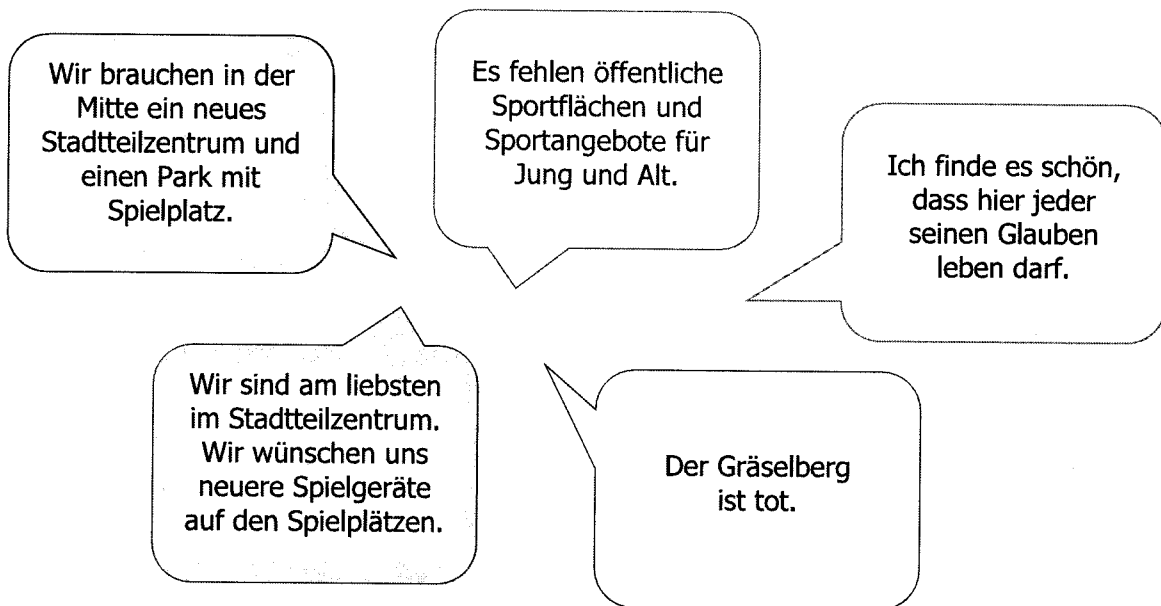 Wir brauchen in der
Mitte ein neues
Stadtteilzentrum und
einen Park mit
Spielplatz.
Es fehlen öffentliche
Sportflächen und
Sportangebote für
Jung und Alt.
Ich finde es schön,
dass hier jeder
seinen Glauben
leben darf.
Wir sind am liebsten
im Stadtteilzentrum.
Wir wünschen uns
neuere Spielgeräte
auf den Spielplätzen.
Der Gräselberg
ist tot.